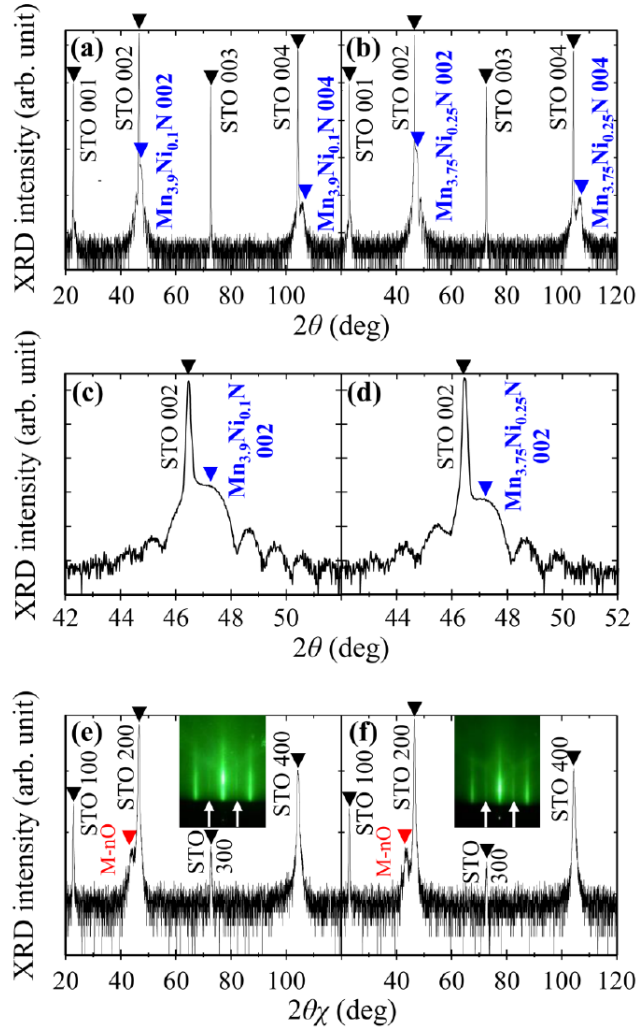 (a)
STO 001
STO 002
Mn3.9Ni0.1N 002
STO 003
STO 004
Mn3.9Ni0.1N 004
(b)
STO 001
STO 002
Mn3.75Ni0.25N 002
STO 003
STO 004
Mn3.75Ni0.25N 004
XRD intensity (arb. unit)
20 40 60 80 100 40 60 80 100 120
2θ (deg)
(c)
STO 002
Mn3.9Ni0.1N
002
(d)
STO 002
Mn3.75Ni0.25N
002
XRD intensity (arb. unit)
42 44 46 48 50 44 46 48 50 52
2θ (deg)
(e)
STO 100
M-nO
STO 200
STO
300
STO 400
(f)
STO 100
M-nO
STO 200
STO
300
STO 400
XRD intensity (arb. unit)
20 40 60 80 100 40 60 80 100 120
2θχ (deg)